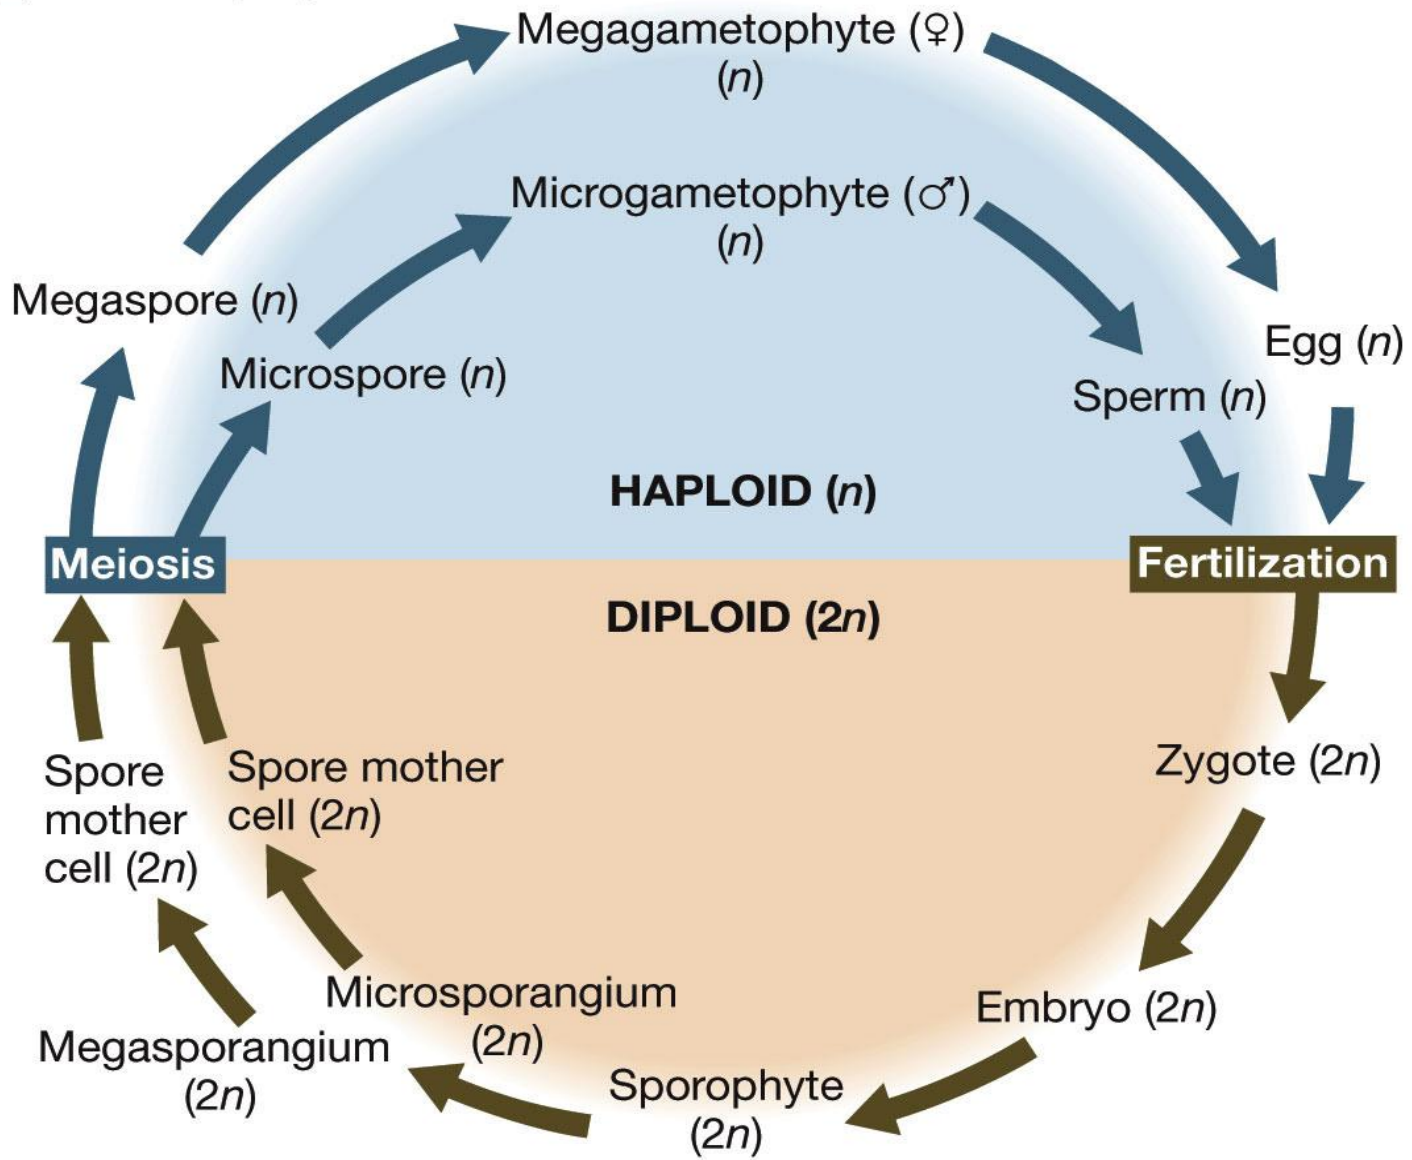 Megagametophyte (♀)
(n)
Microgametophyte (♂)
(n)
Megaspore (n)
Microspore (n)
Egg (n)
Sperm (n)
HAPLOID (n)
Meiosis
Fertilization
DIPLOID (2n)
Spore
mother
cell (2n)
Spore mother
cell (2n)
Zygote (2n)
Microsporangium
(2n)
Megasporangium
(2n)
Embryo (2n)
Sporophyte
(2n)